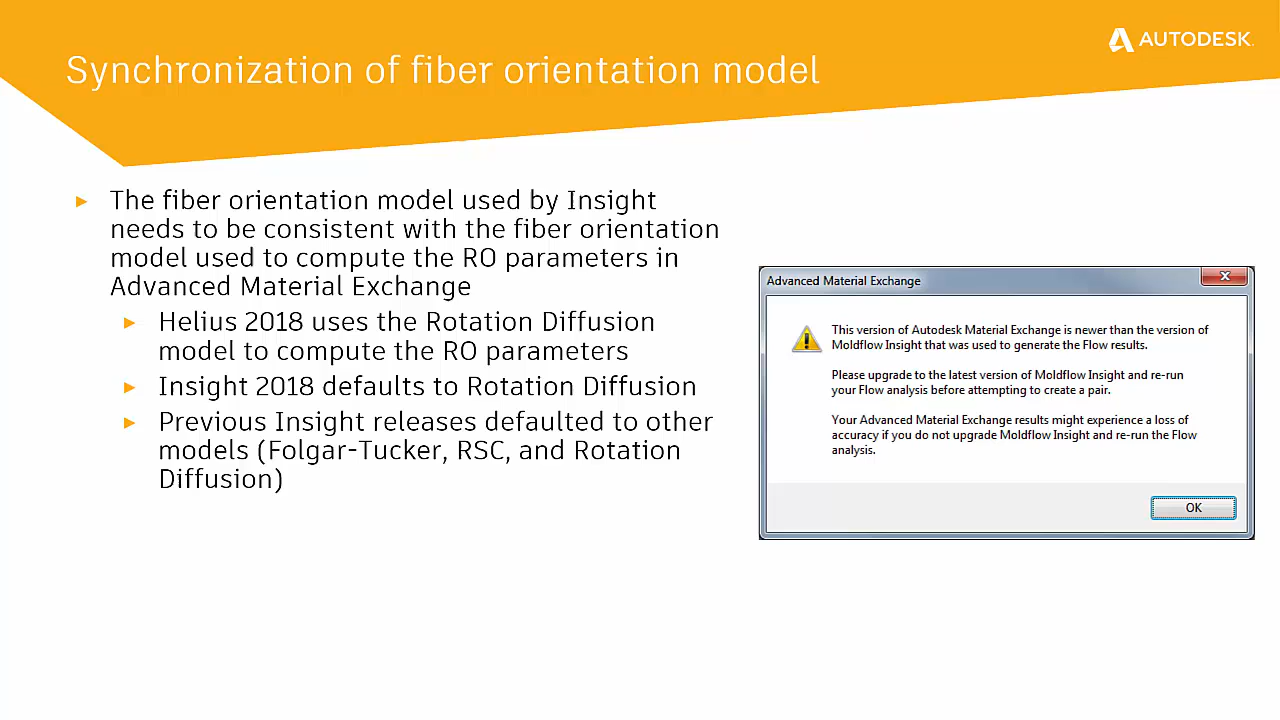 AUTODESK
Synchronization of fiber orientation model
The fiber orientation model used by Insight
needs to be consistent with the fiber orientation
model used to compute the RO parameters in
Advanced Material Exchange
Helius 2018 uses the Rotation Diffusion
model to compute the RO parameters
Insight 2018 defaults to Rotation Diffusion
Previous Insight releases defaulted to other
models (Folgar-Tucker, RSC, and Rotation
Diffusion)
Advanced Material Exchange
This version of Autodesk Material Exchange is newer than the version of
Moldflow Insight that was used to generate the Flow results.
Please upgrade to the latest version of Moldflow Insight and re-run
your Flow analysis before attempting to create a pair.
Your Advanced Material Exchange results might experience a loss of
accuracy if you do not upgrade Moldflow Insight and re-run the Flow
analysis.
OK